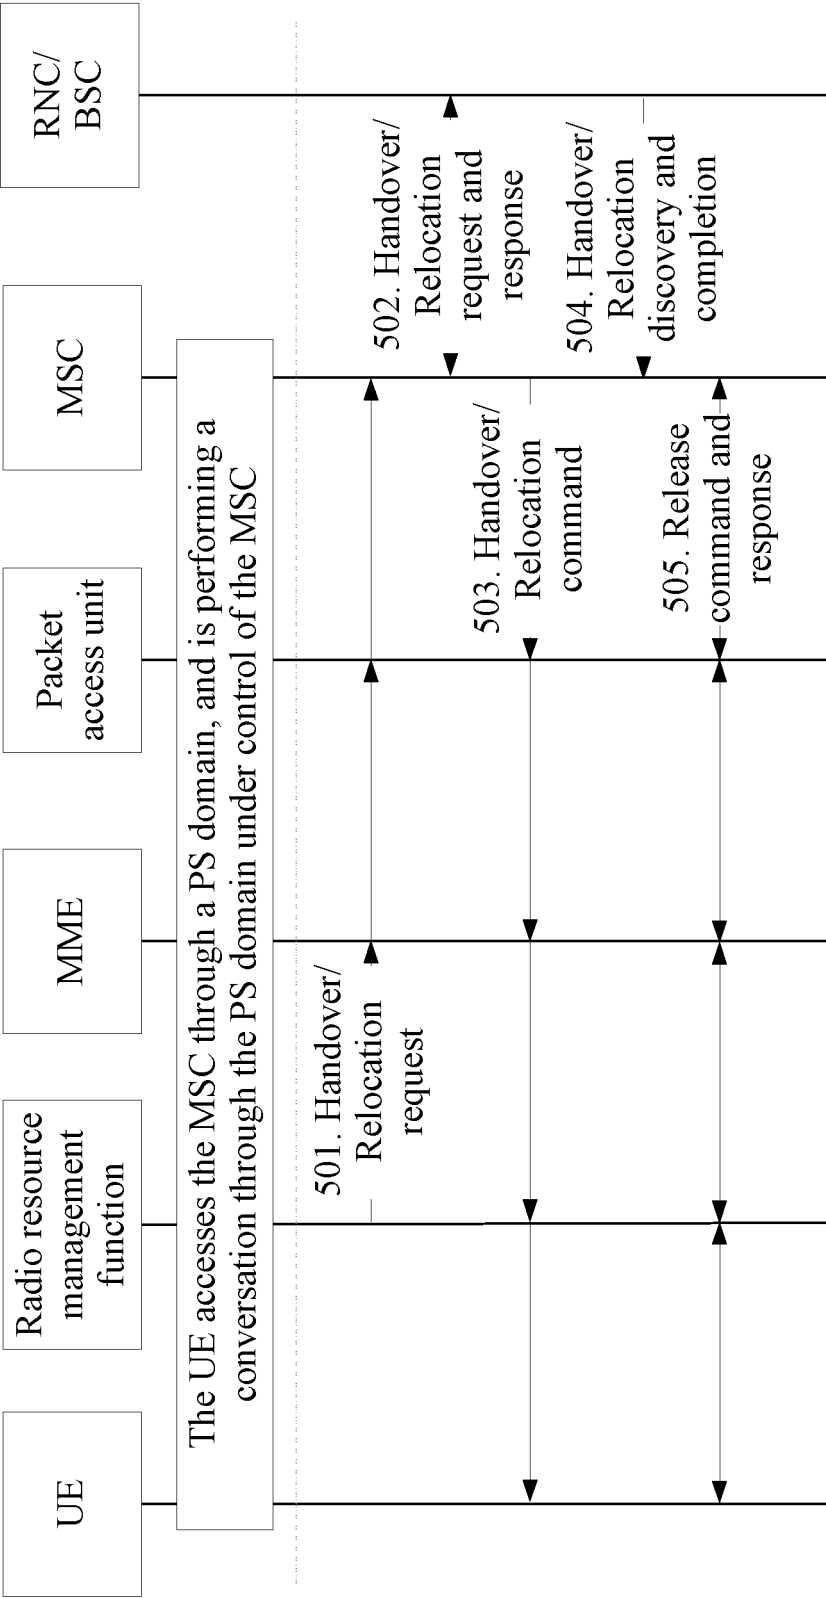 UE
Radio resource
management
function
MME
Packet
access unit
MSC
RNC/
BSC
The UE accesses the MSC through a PS domain, and is performing a
conversation through the PS domain under control of the MSC
501. Handover/
Relocation
request
502. Handover/
Relocation
request and
response
503. Handover/
Relocation
command
504. Handover/
Relocation
discovery and
completion
505. Release
command and
response